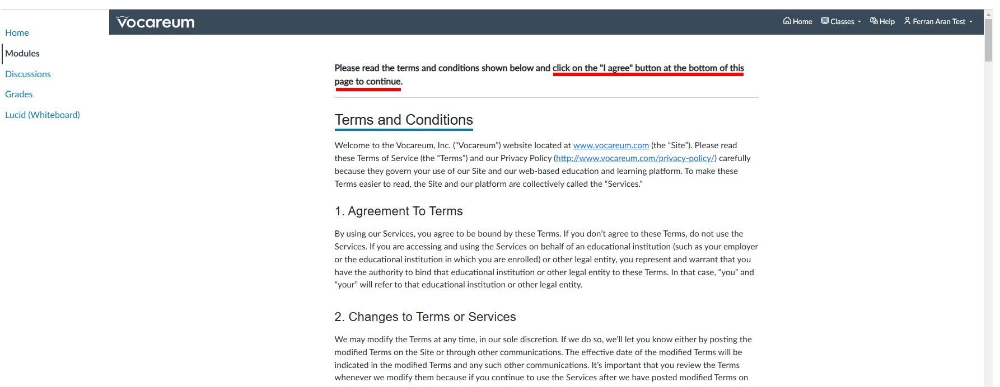 Vocareum
Home Classes Help Ferran Aran Test
Home
Modules
Discussions
Grades
Lucid (Whiteboard)
Please read the terms and conditions shown below and click on the "I agree" button at the bottom of this
page to continue.
Terms and Conditions
Welcome to the Vocareum, Inc. (“Vocareum”) website located at www.vocareum.com (the “Site”). Please read
these Terms of Service (the “Terms”) and our Privacy Policy (http://www.vocareum.com/privacy-policy/) carefully
because they govern your use of our Site and our web-based education and learning platform. To make these
Terms easier to read, the Site and our platform are collectively called the “Services.”
1. Agreement To Terms
By using our Services, you agree to be bound by these Terms. If you don’t agree to these Terms, do not use the
Services. If you are accessing and using the Services on behalf of an educational institution (such as your employer
or the educational institution in which you are enrolled) or other legal entity, you represent and warrant that you
have the authority to bind that educational institution or other legal entity to these Terms. In that case, “you” and
“your” will refer to that educational institution or other legal entity.
2. Changes to Terms or Services
We may modify the Terms at any time, in our sole discretion. If we do so, we’ll let you know either by posting the
modified Terms on the Site or through other communications. The effective date of the modified Terms will be
indicated in the modified Terms and any such other communications. It’s important that you review the Terms
whenever we modify them because if you continue to use the Services after we have posted modified Terms on